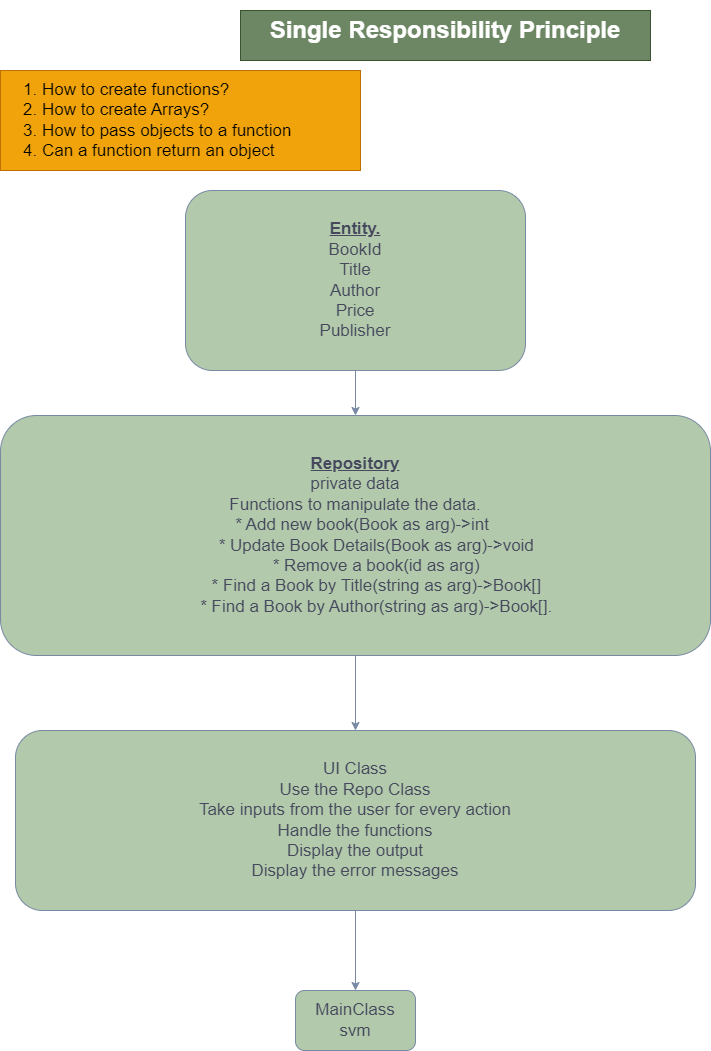 Single Responsibility Principle
1. How to create functions?
2. How to create Arrays?
3. How to pass objects to a function
4. Can a function return an object
Entity.
BookId
Title
Author
Price
Publisher
Repository
private data
Functions to manipulate the data.
* Add new book(Book as arg)->int
* Update Book Details(Book as arg)->void
* Remove a book(id as arg)
* Find a Book by Title(string as arg)->Book[]
* Find a Book by Author(string as arg)->Book[].
UI Class
Use the Repo Class
Take inputs from the user for every action
Handle the functions
Display the output
Display the error messages
MainClass
svm